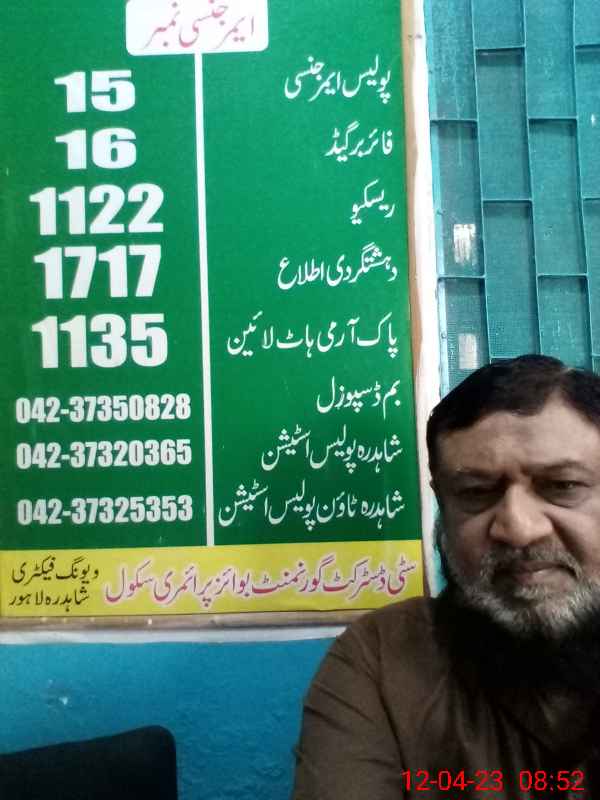 ایمرجنسی نمبر
پولیس ایمرجنسی 15
فائر برگیڈ 16
ریسکیو 1122
دہشتگردی اطلاع 1717
پاک آرمی ہاٹ لائین 1135
بم ڈسپوزل 042-37350828
شاہدرہ پولیس اسٹیشن 042-37320365
شاہدرہ ٹاؤن پولیس اسٹیشن 042-37325353
سٹی ڈسٹرکٹ گورنمنٹ بوائز پرائمری سکول
ویونگ فیکٹری
شاہدرہ لاہور
12-04-23 08:52